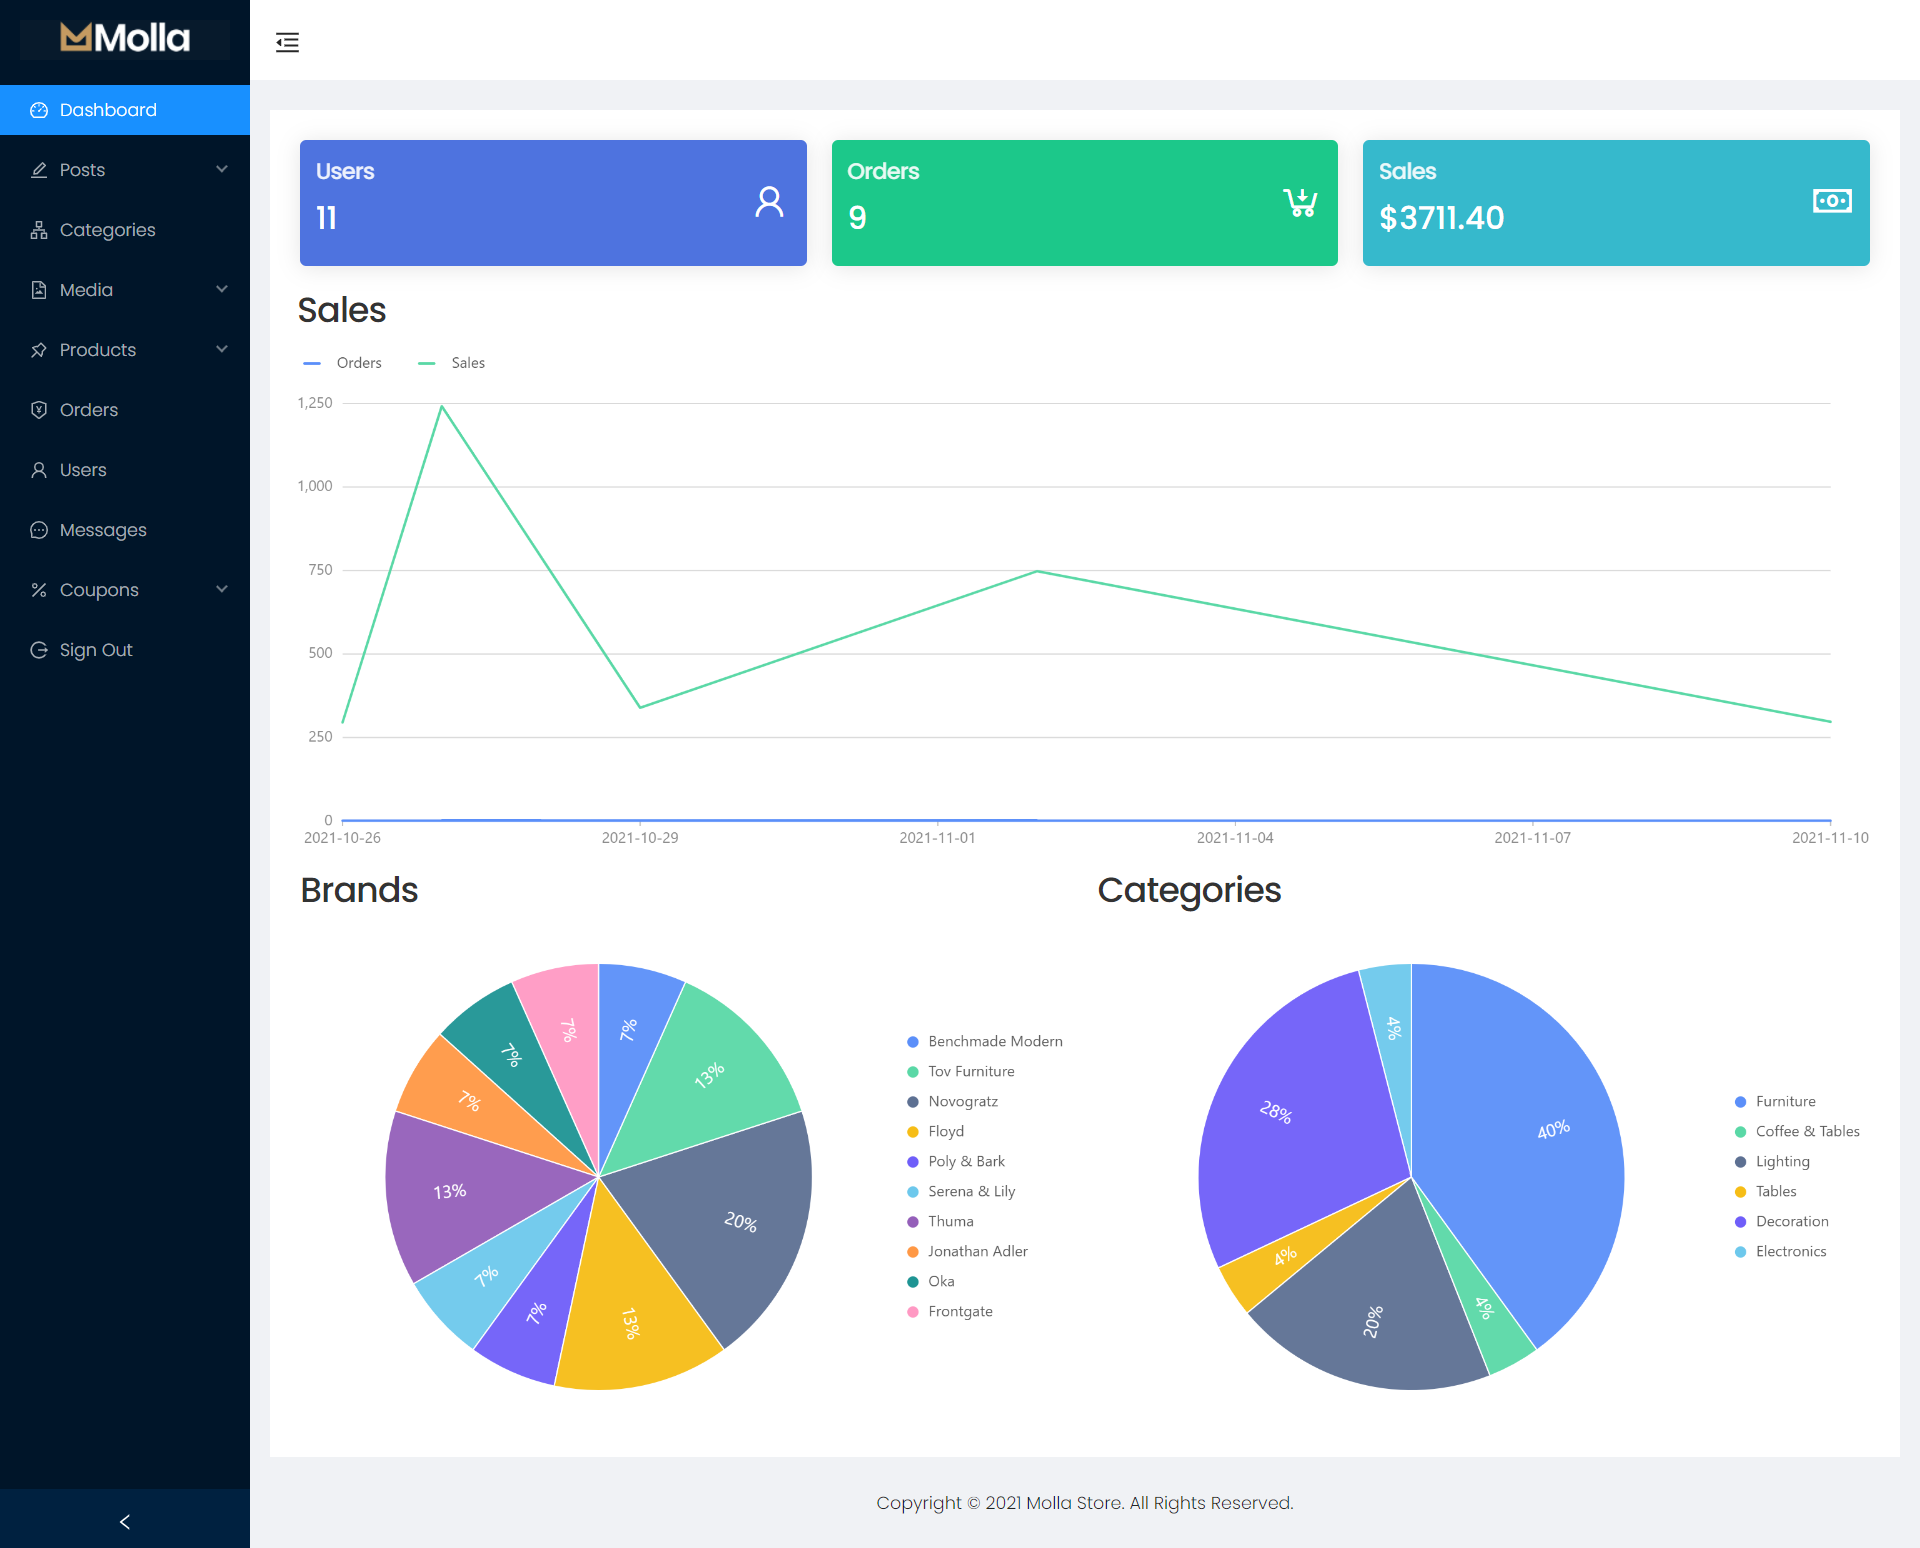 Molla
Dashboard
Posts
Categories
Media
Products
Orders
Users
Messages
Coupons
Sign Out
Users
11
Orders
9
Sales
$3711.40
Sales
Orders
Sales
1,250
1,000
750
500
250
0
2021-10-26
2021-10-29
2021-11-01
2021-11-04
2021-11-07
2021-11-10
Brands
7%
13%
20%
13%
7%
7%
13%
7%
7%
7%
Benchmade Modern
Tov Furniture
Novogratz
Floyd
Poly & Bark
Serena & Lily
Thuma
Jonathan Adler
Oka
Frontgate
Categories
40%
4%
20%
4%
28%
4%
Furniture
Coffee & Tables
Lighting
Tables
Decoration
Electronics
Copyright © 2021 Molla Store. All Rights Reserved.